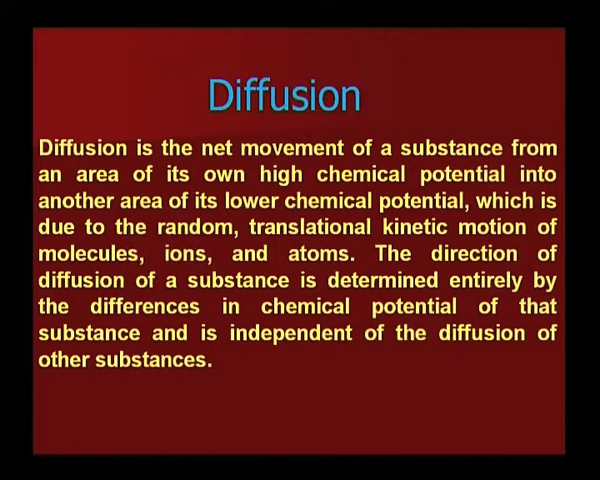 Diffusion
Diffusion is the net movement of a substance from
an area of its own high chemical potential into
another area of its lower chemical potential, which is
due to the random, translational kinetic motion of
molecules, ions, and atoms. The direction of
diffusion of a substance is determined entirely by
the differences in chemical potential of that
substance and is independent of the diffusion of
other substances.